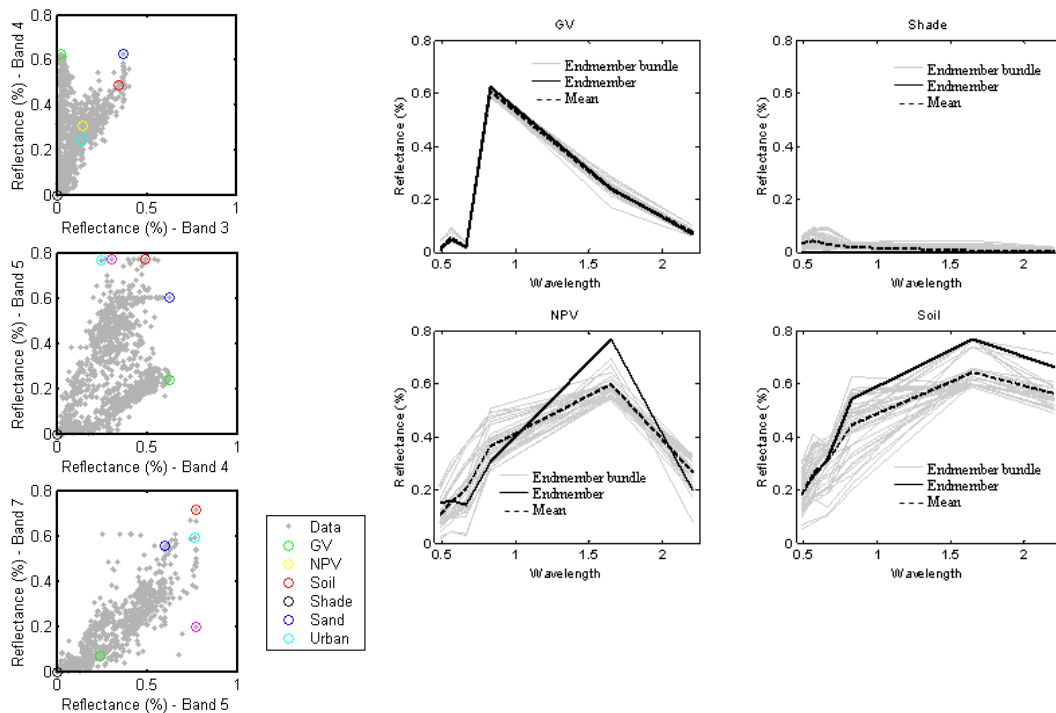 0.8
0.6
0.4
0.2
0
0 0.5 1
Reflectance (%) - Band 4
Reflectance (%) - Band 3
0.8
0.6
0.4
0.2
0
0 0.5 1
Reflectance (%) - Band 5
Reflectance (%) - Band 4
0.8
0.6
0.4
0.2
0
0 0.5 1
Reflectance (%) - Band 7
Reflectance (%) - Band 5
Data
GV
NPV
Soil
Shade
Sand
Urban
GV
0.8
0.6
0.4
0.2
0
0.5 1 1.5 2
Reflectance (%)
Wavelength
Endmember bundle
Endmember
Mean
Shade
0.8
0.6
0.4
0.2
0
0.5 1 1.5 2
Reflectance (%)
Wavelength
Endmember bundle
Endmember
Mean
NPV
0.8
0.6
0.4
0.2
0
0.5 1 1.5 2
Reflectance (%)
Wavelength
Endmember bundle
Endmember
Mean
Soil
0.8
0.6
0.4
0.2
0
0.5 1 1.5 2
Reflectance (%)
Wavelength
Endmember bundle
Endmember
Mean